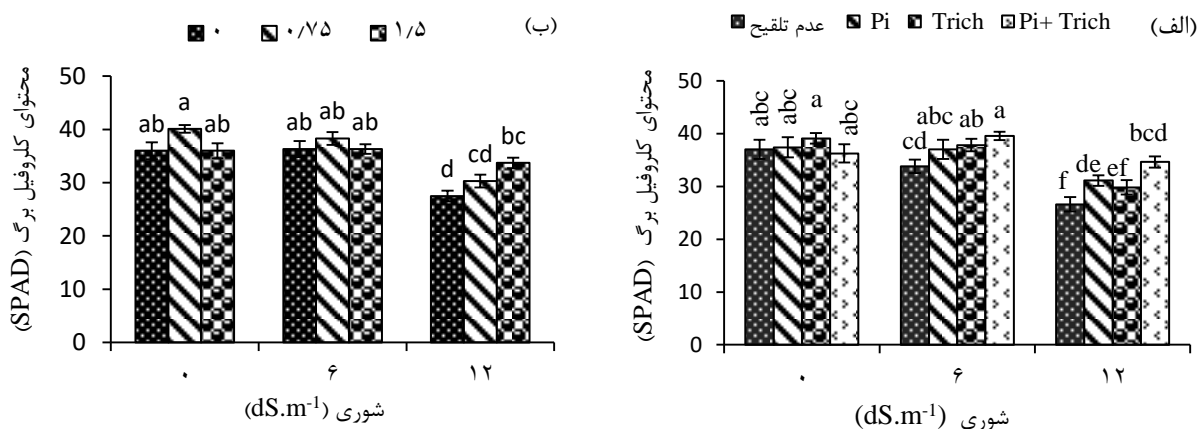 (الف)
عدم تلقیح Pi Trich Pi+ Trich
محتوای کلروفیل برگ (SPAD)
50
40
30
20
10
0
abc abc a abc
cd abc ab a
f de ef bcd
۰ ۶ ۱۲
شوری (dS.m-1)
(ب)
۰ ۰٫۷۵ ۱٫۵
محتوای کلروفیل برگ (SPAD)
50
40
30
20
10
0
ab a ab
ab ab ab
d cd bc
۰ ۶ ۱۲
شوری (dS.m-1)